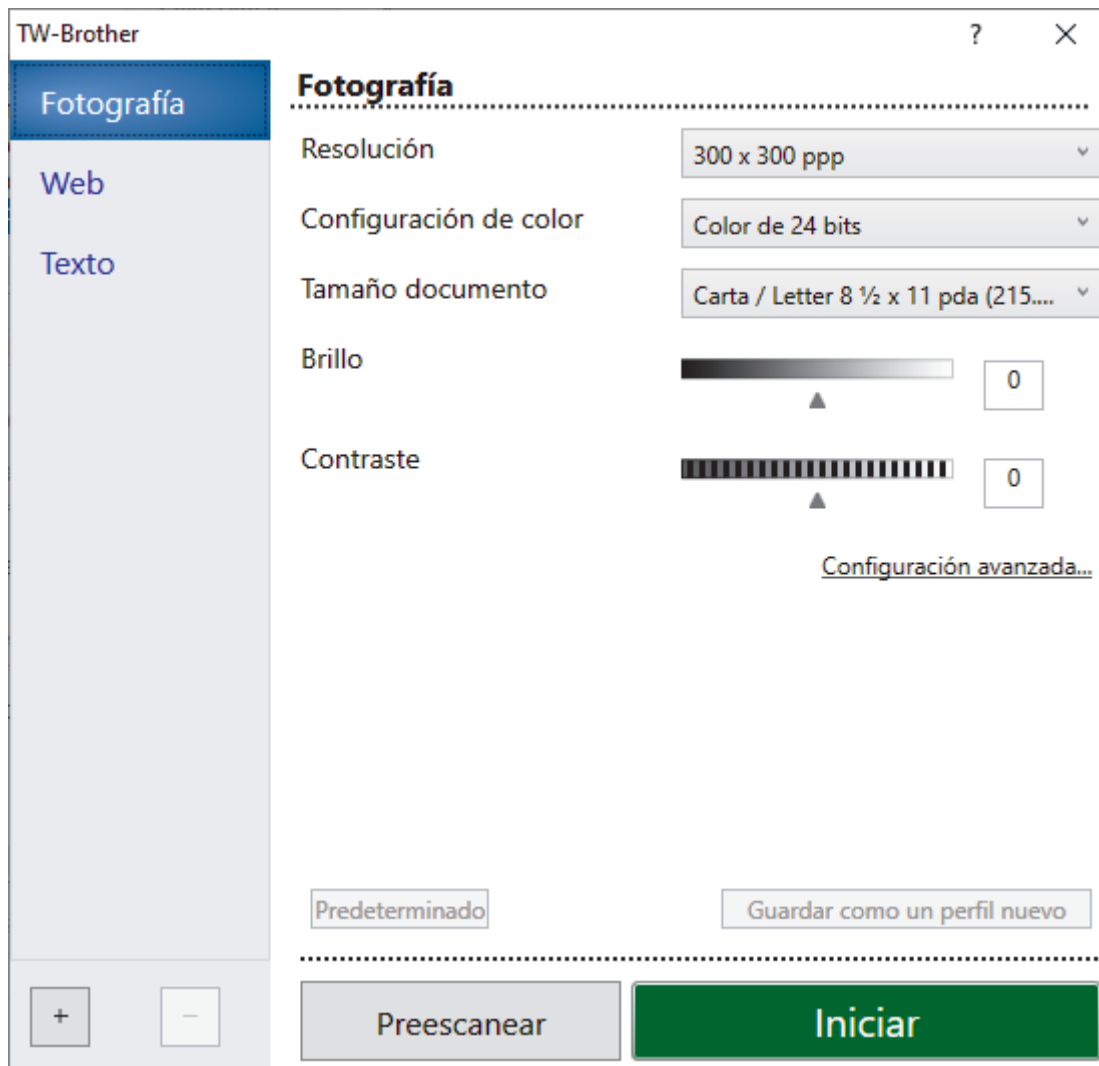 TW-Brother
?
Fotografía
Web
Texto
Fotografía
Resolución
300 x 300 ppp
Configuración de color
Color de 24 bits
Tamaño documento
Carta / Letter 8 ½ x 11 pda (215....
Brillo
0
Contraste
0
Configuración avanzada...
Predeterminado
Guardar como un perfil nuevo
+
−
Preescanear
Iniciar